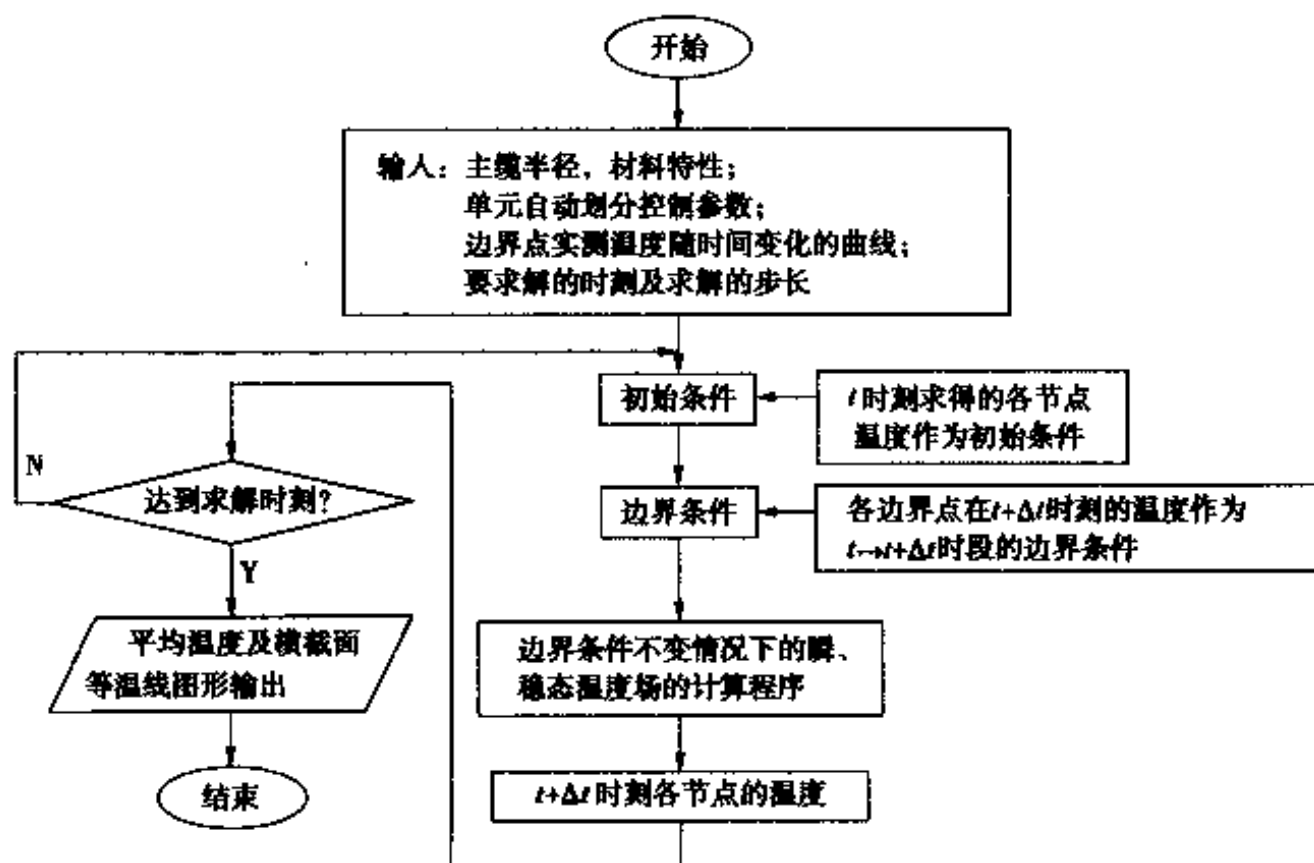 开始
输人：主缆半径，材料特性；
单元自动划分控制参数；
边界点实测温度随时间变化的曲线；
要求解的时刻及求解的步长
初始条件
t时刻求得的各节点
温度作为初始条件
N
达到求解时刻？
边界条件
各边界点在t+Δt时刻的温度作为
t→t+Δt时段的边界条件
Y
平均温度及横截面
等温线图形输出
边界条件不变情况下的瞬、
稳态温度场的计算程序
结束
t+Δt时刻各节点的温度